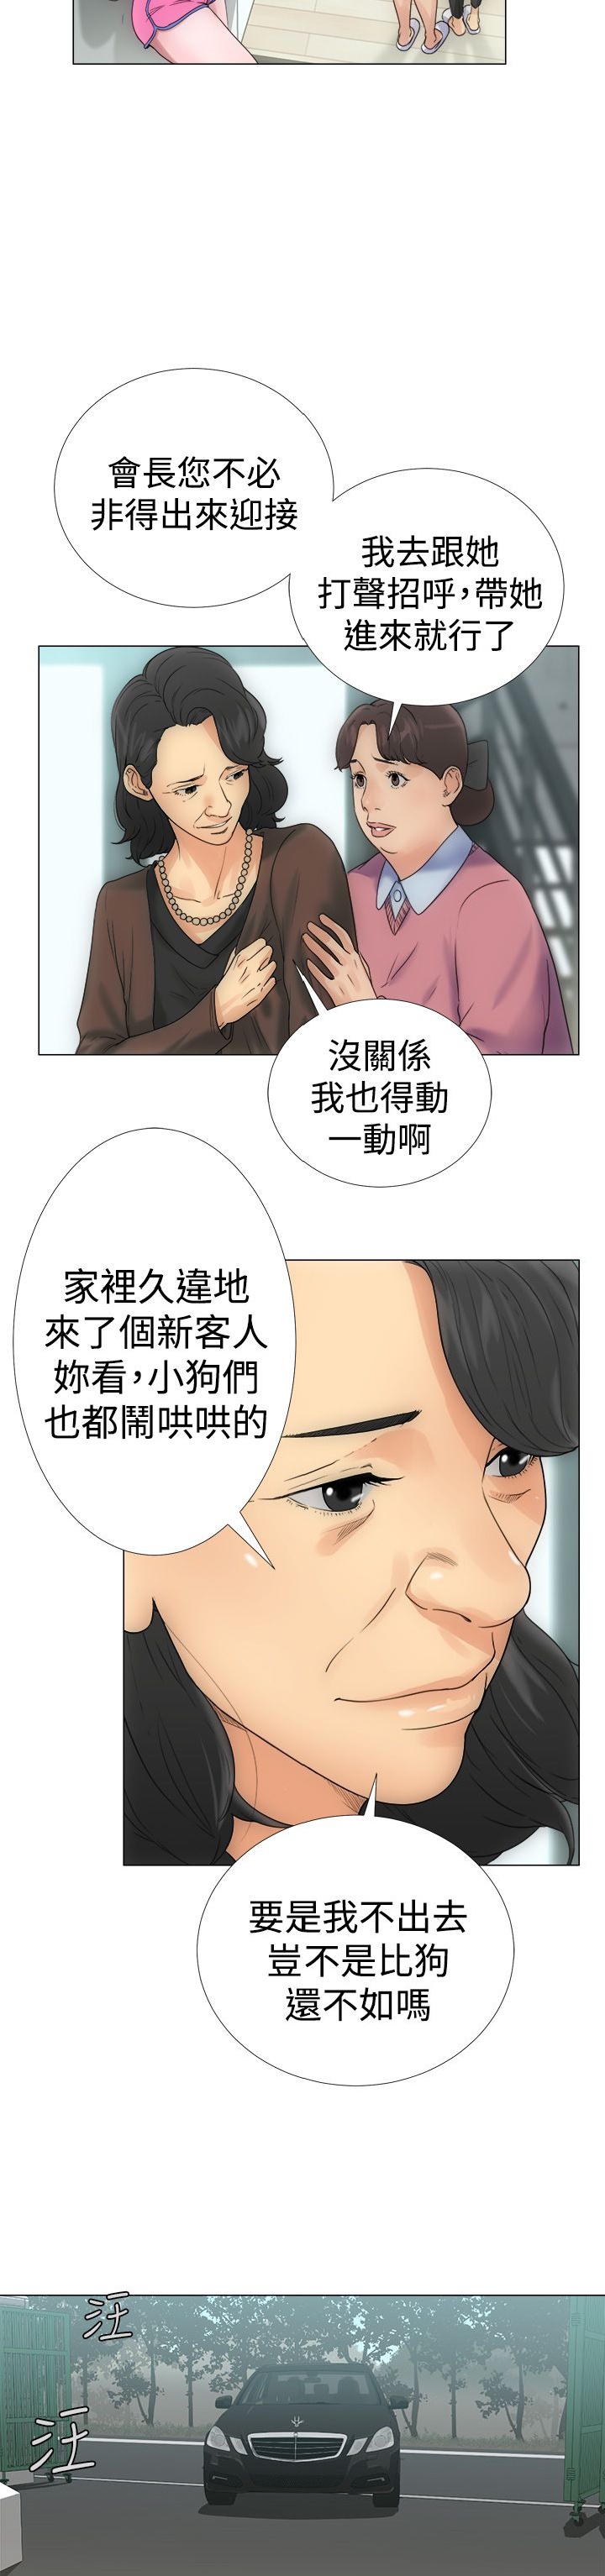 會長您不必
非得出來迎接
我去跟她
打聲招呼，帶她
進來就行了
沒關係
我也得動
一動啊
家裡久違地
來了個新客人
妳看，小狗們
也都鬧哄哄的
要是我不出去
豈不是比狗
還不如嗎
汪
汪